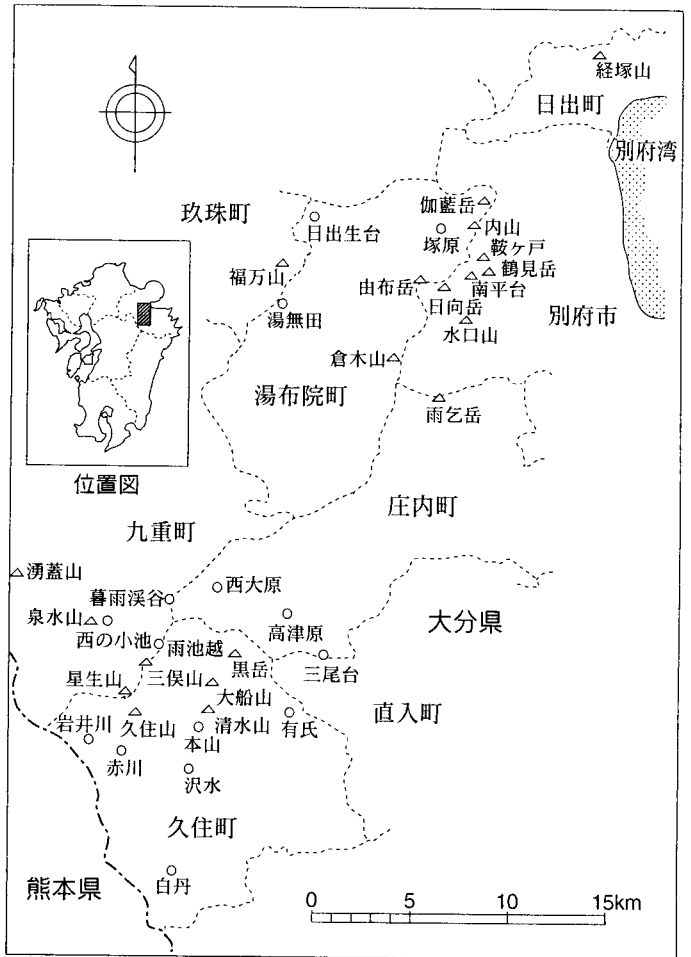 経塚山
日出町
別府湾
玖珠町
伽藍岳
日出生台
塚原
内山
鞍ヶ戸
福万山
由布岳
鶴見岳
南平台
日向岳
湯無田
別府市
水口山
倉木山
湯布院町
雨乞岳
位置図
庄内町
九重町
湧蓋山
西大原
暮雨渓谷
泉水山
高津原
大分県
西の小池
雨池越
黒岳
三尾台
星生山
三俣山
大船山
直入町
岩井川
久住山
清水山
有氏
本山
赤川
沢水
久住町
熊本県
白丹
0 5 10 15km